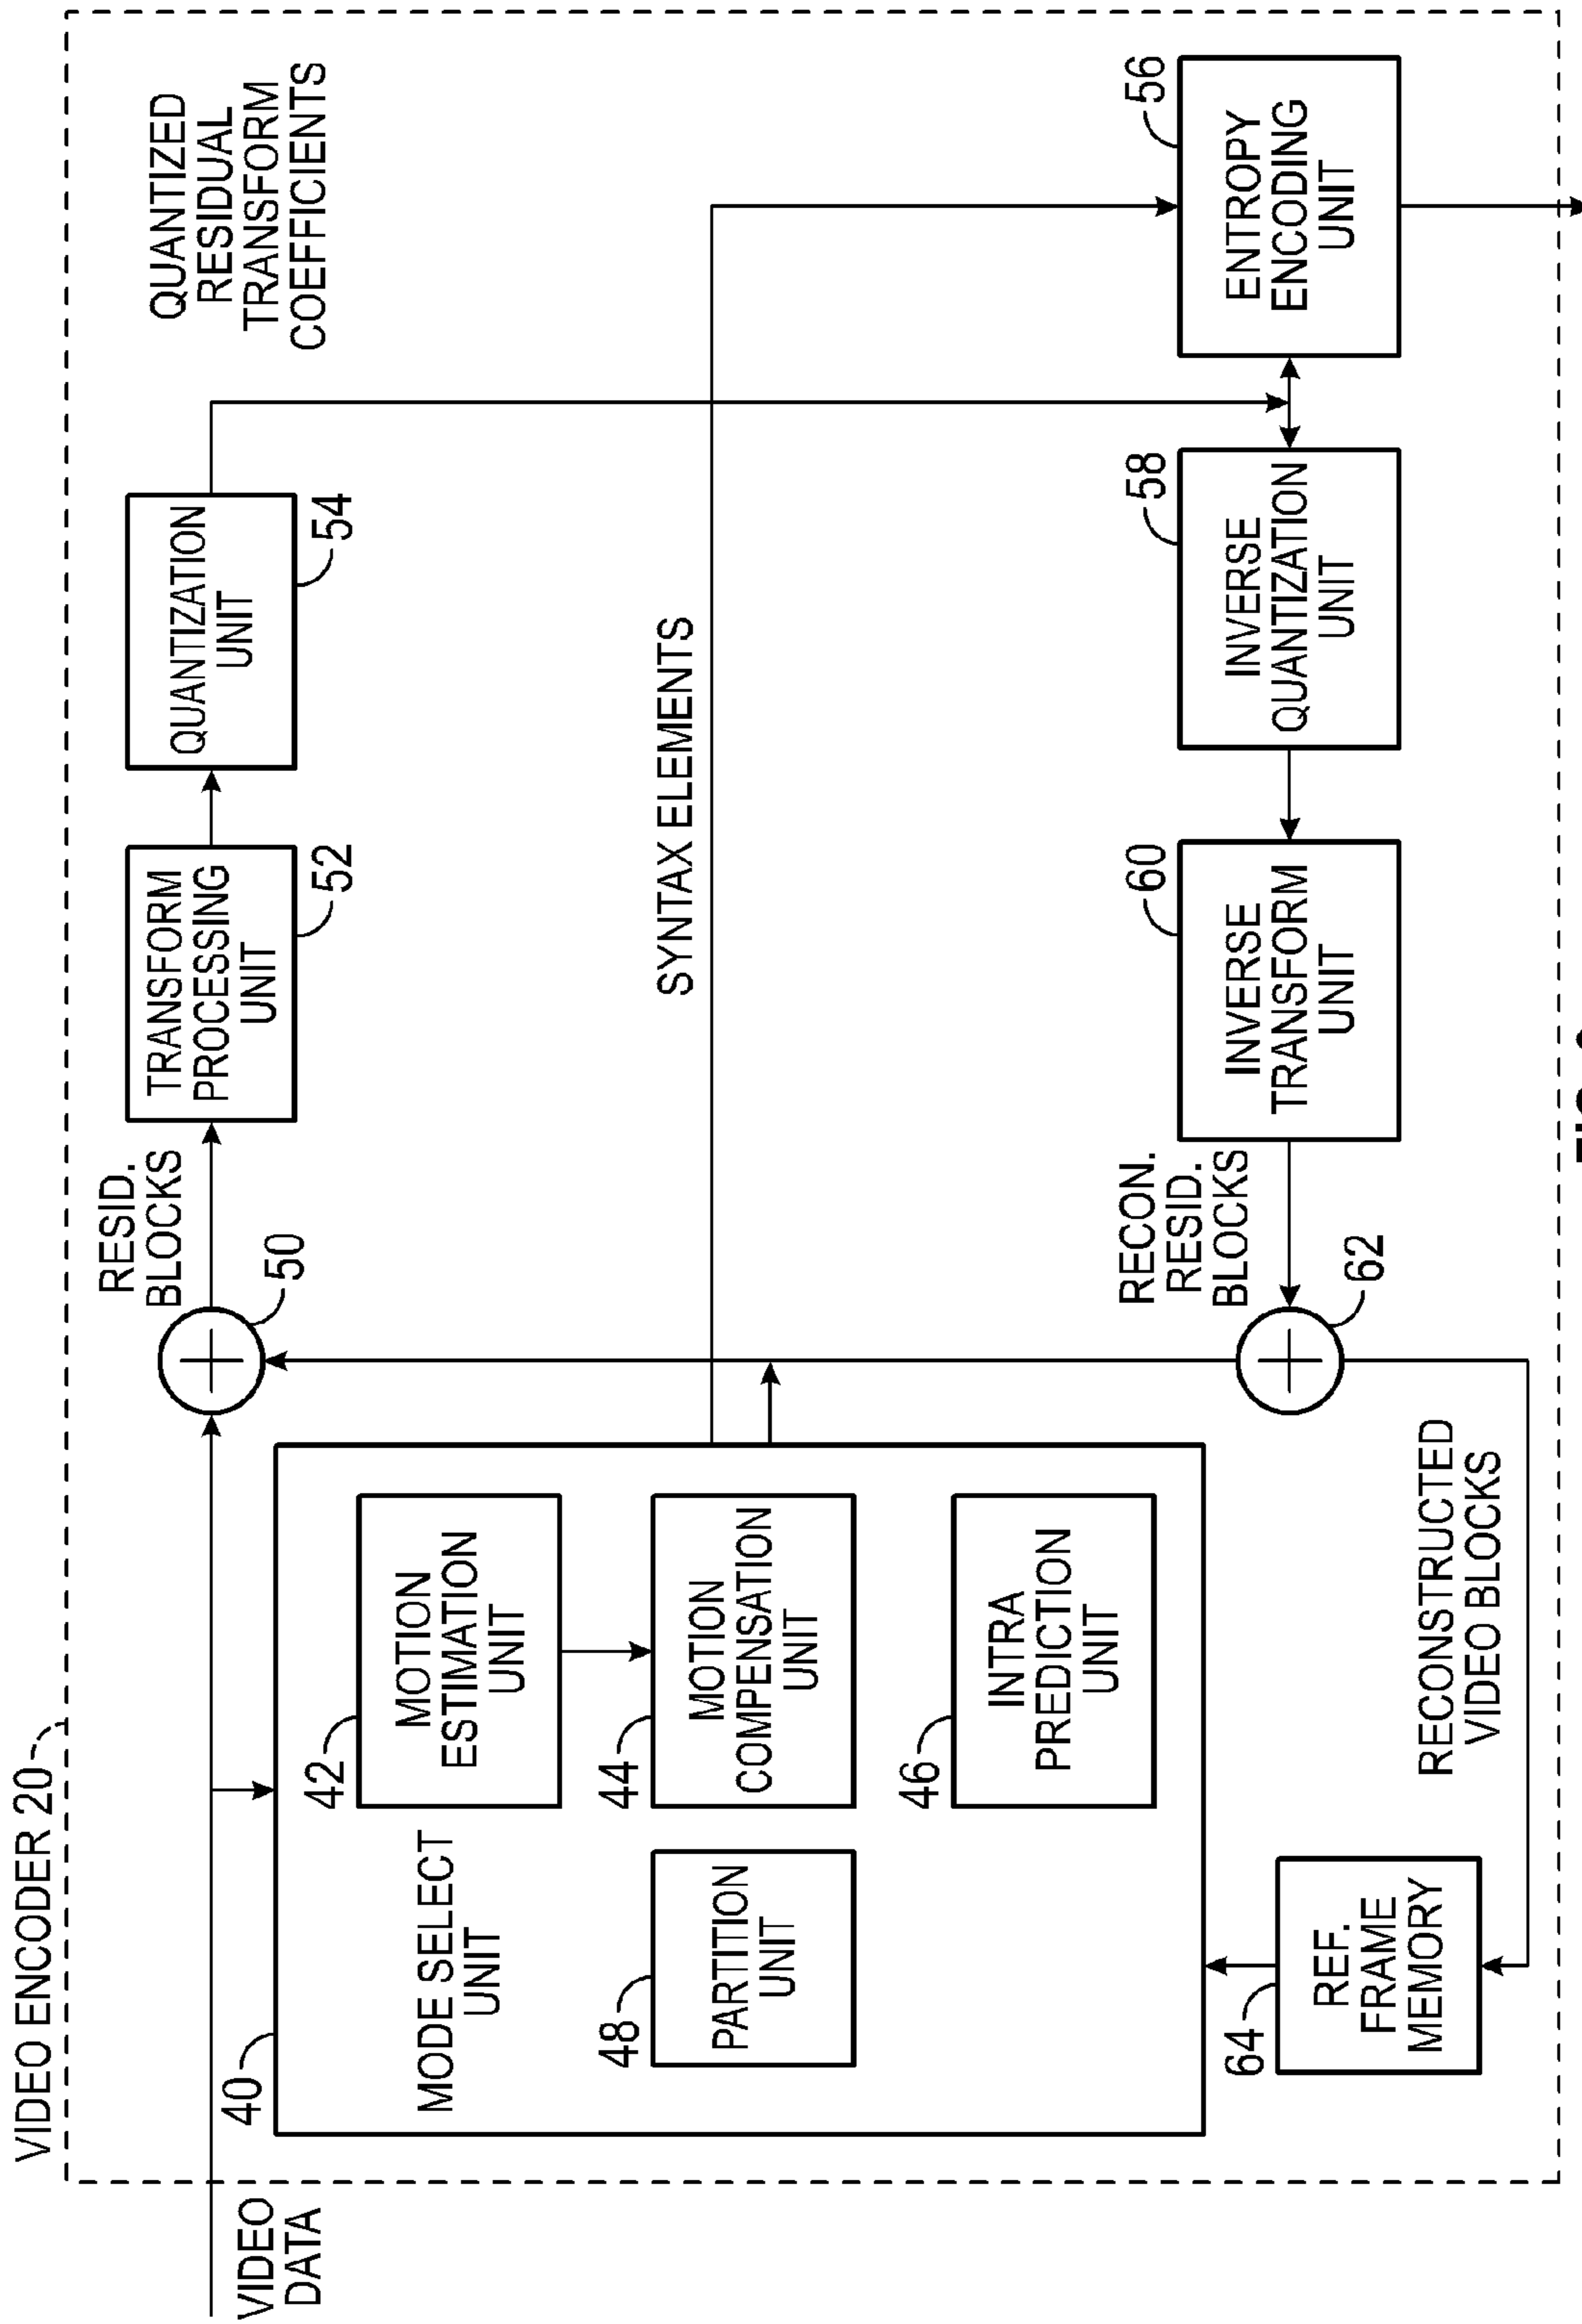 VIDEO ENCODER 20
VIDEO
DATA
RESID.
BLOCKS
50
TRANSFORM
PROCESSING
UNIT
52
QUANTIZATION
UNIT
54
QUANTIZED
RESIDUAL
TRANSFORM
COEFFICIENTS
40
MODE SELECT
UNIT
42
MOTION
ESTIMATION
UNIT
44
MOTION
COMPENSATION
UNIT
46
INTRA
PREDICTION
UNIT
48
PARTITION
UNIT
SYNTAX ELEMENTS
64
REF.
FRAME
MEMORY
RECONSTRUCTED
VIDEO BLOCKS
62
RECON.
RESID.
BLOCKS
60
INVERSE
TRANSFORM
UNIT
58
INVERSE
QUANTIZATION
UNIT
56
ENTROPY
ENCODING
UNIT